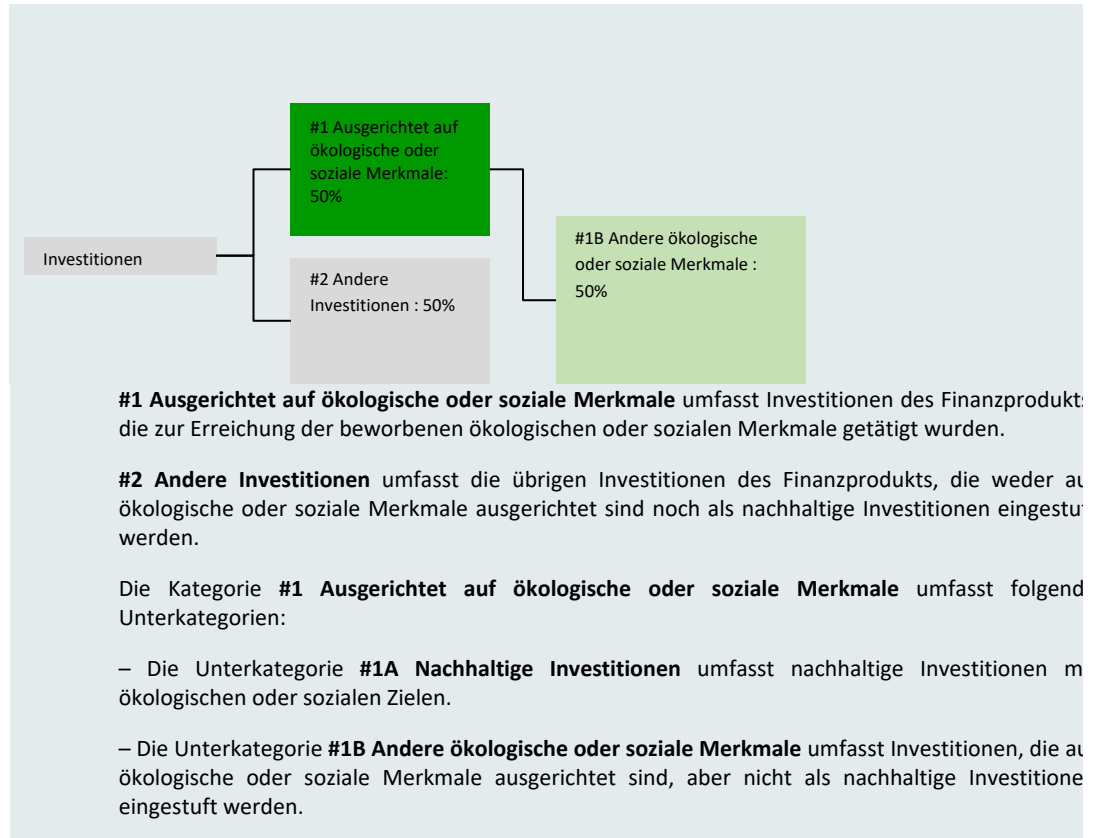 #1 Ausgerichtet auf
ökologische oder
soziale Merkmale:
50%
Investitionen
#2 Andere
Investitionen : 50%
#1B Andere ökologische
oder soziale Merkmale :
50%
#1 Ausgerichtet auf ökologische oder soziale Merkmale umfasst Investitionen des Finanzprodukts
die zur Erreichung der beworbenen ökologischen oder sozialen Merkmale getätigt wurden.
#2 Andere Investitionen umfasst die übrigen Investitionen des Finanzprodukts, die weder au
ökologische oder soziale Merkmale ausgerichtet sind noch als nachhaltige Investitionen eingestuf
werden.
Die Kategorie #1 Ausgerichtet auf ökologische oder soziale Merkmale umfasst folgend
Unterkategorien:
– Die Unterkategorie #1A Nachhaltige Investitionen umfasst nachhaltige Investitionen m
ökologischen oder sozialen Zielen.
– Die Unterkategorie #1B Andere ökologische oder soziale Merkmale umfasst Investitionen, die au
ökologische oder soziale Merkmale ausgerichtet sind, aber nicht als nachhaltige Investitione
eingestuft werden.